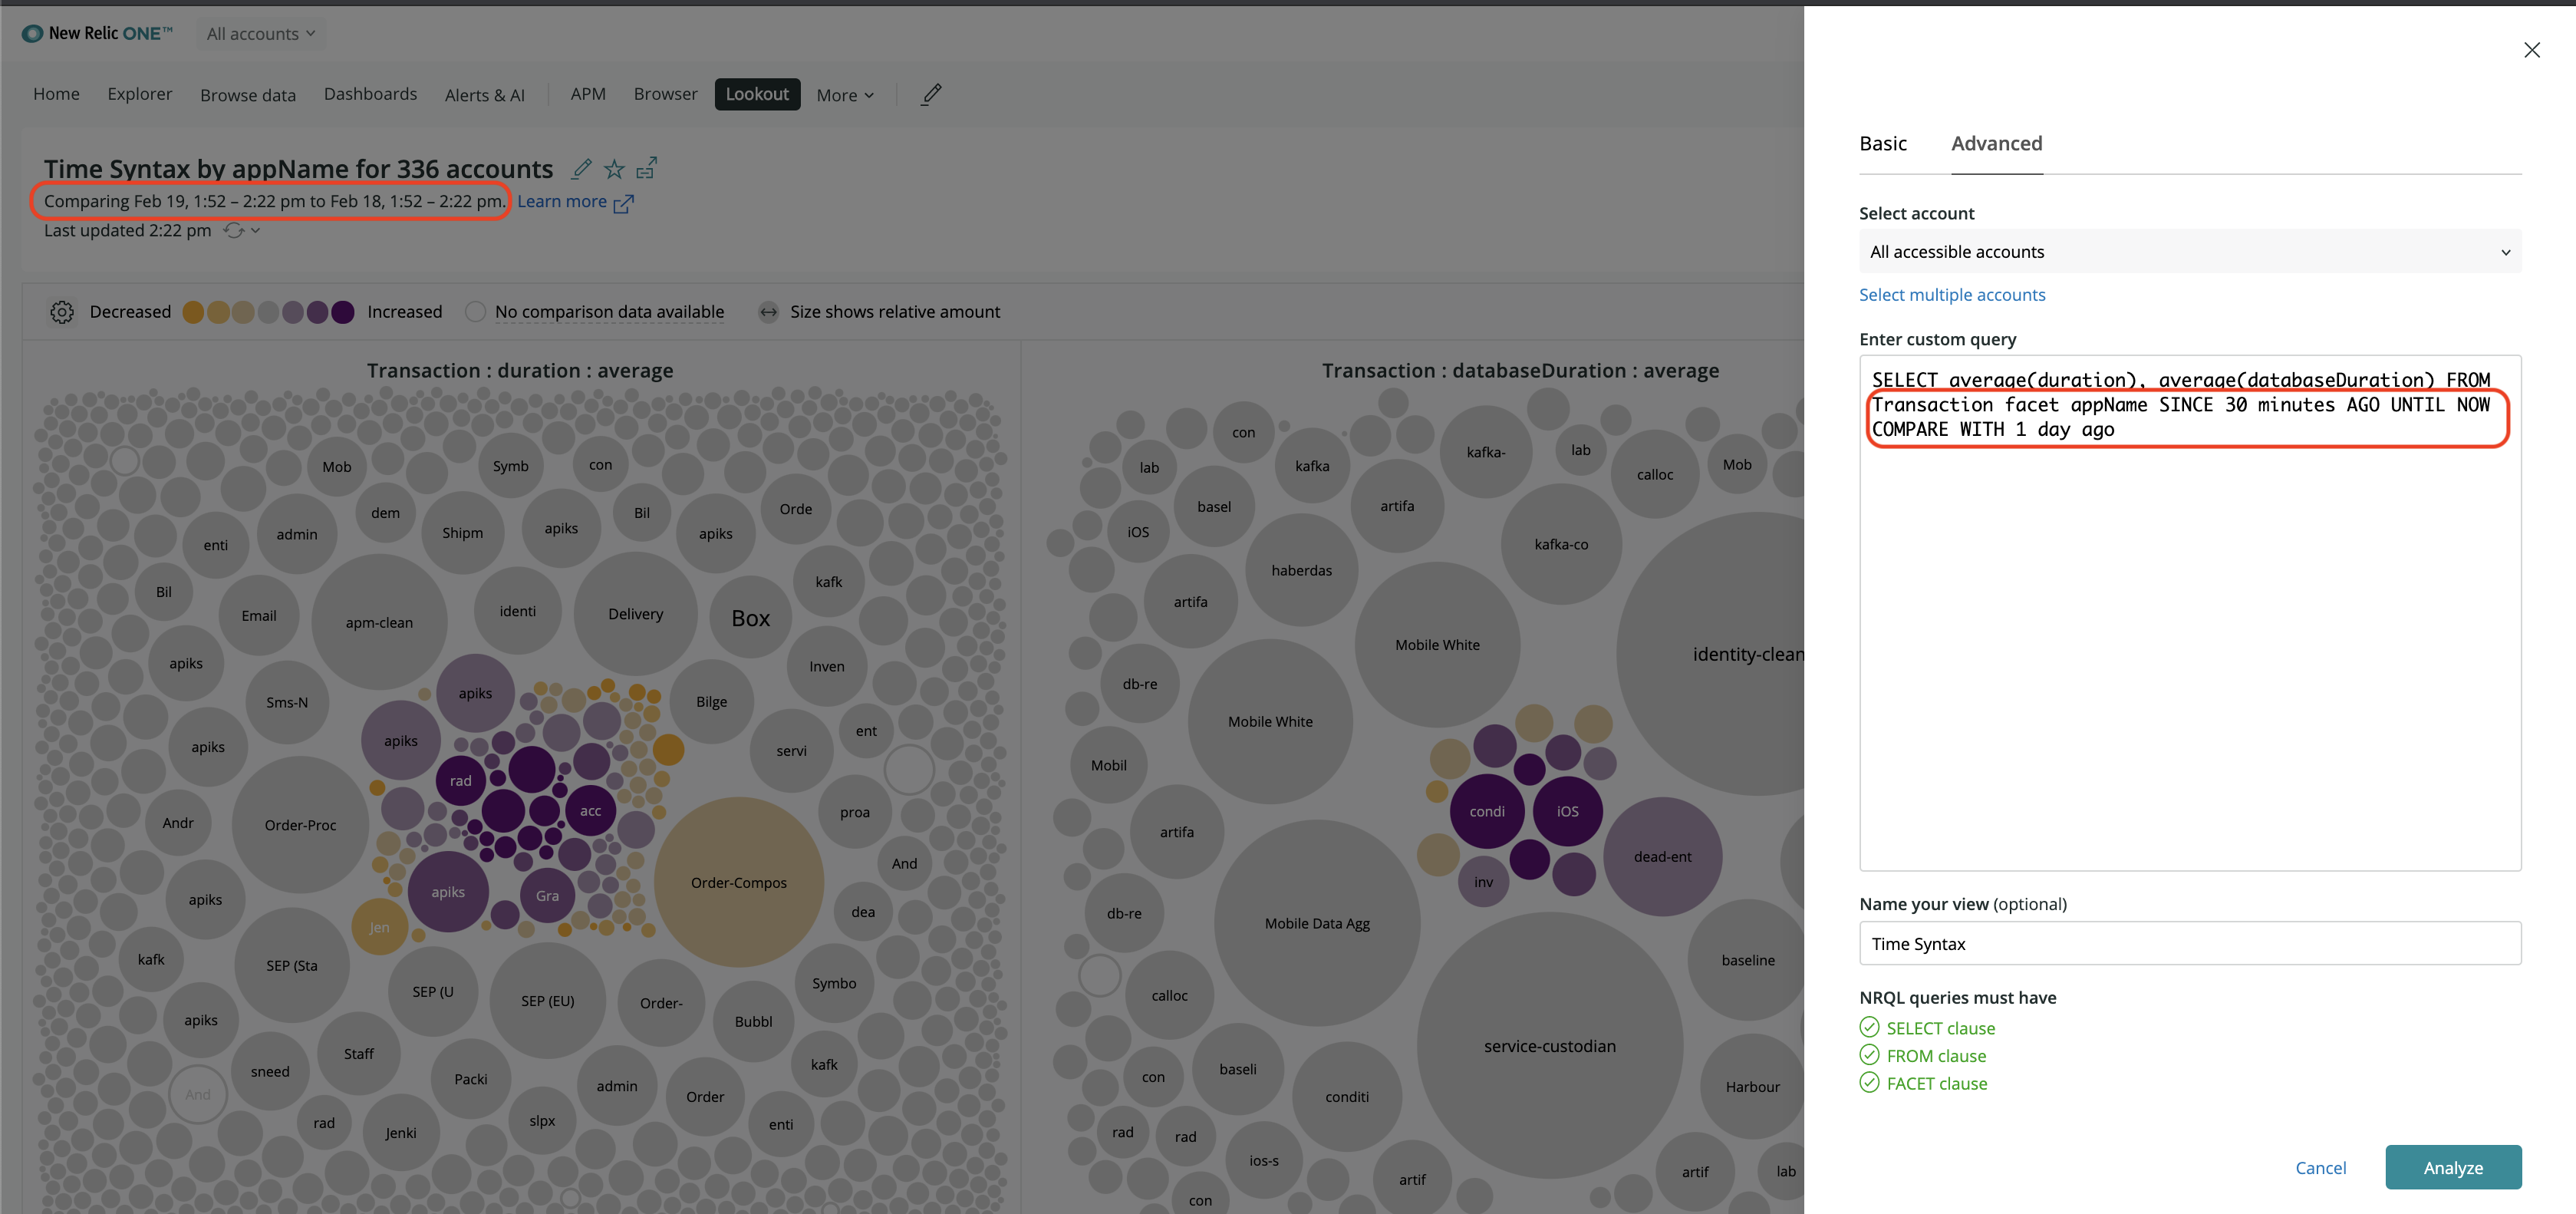 New Relic ONE™
All accounts
Home Explorer Browse data Dashboards Alerts & AI APM Browser Lookout More
Time Syntax by appName for 336 accounts
Comparing Feb 19, 1:52 – 2:22 pm to Feb 18, 1:52 – 2:22 pm. Learn more
Last updated 2:22 pm
Decreased Increased No comparison data available Size shows relative amount
Transaction : duration : average
Mob
Symb
con
dem
Bil
Orde
enti
admin
Shipm
apiks
apiks
Bil
Email
apm-clean
identi
Delivery
Box
kafk
apiks
Sms-N
apiks
Bilge
Inven
apiks
apiks
servi
ent
rad
acc
Andr
Order-Proc
proa
apiks
apiks
Gra
Order-Compos
And
dea
Jen
kafk
SEP (Sta
SEP (U
SEP (EU)
Order-
Symbo
apiks
Staff
Bubbl
And
sneed
Packi
admin
Order
kafk
rad
Jenki
slpx
enti
Transaction : databaseDuration : average
con
lab
kafka
kafka-
lab
calloc
Mob
basel
artifa
iOS
haberdas
kafka-co
artifa
Mobile White
identity-clean
db-re
Mobile White
Mobil
condi
iOS
artifa
dead-ent
inv
db-re
Mobile Data Agg
baseline
calloc
service-custodian
con
baseli
conditi
Harbour
rad
rad
ios-s
artif
artif
lab
con
Basic Advanced
Select account
All accessible accounts
Select multiple accounts
Enter custom query
SELECT average(duration), average(databaseDuration) FROM
Transaction facet appName SINCE 30 minutes AGO UNTIL NOW
COMPARE WITH 1 day ago
Name your view (optional)
Time Syntax
NRQL queries must have
SELECT clause
FROM clause
FACET clause
Cancel Analyze